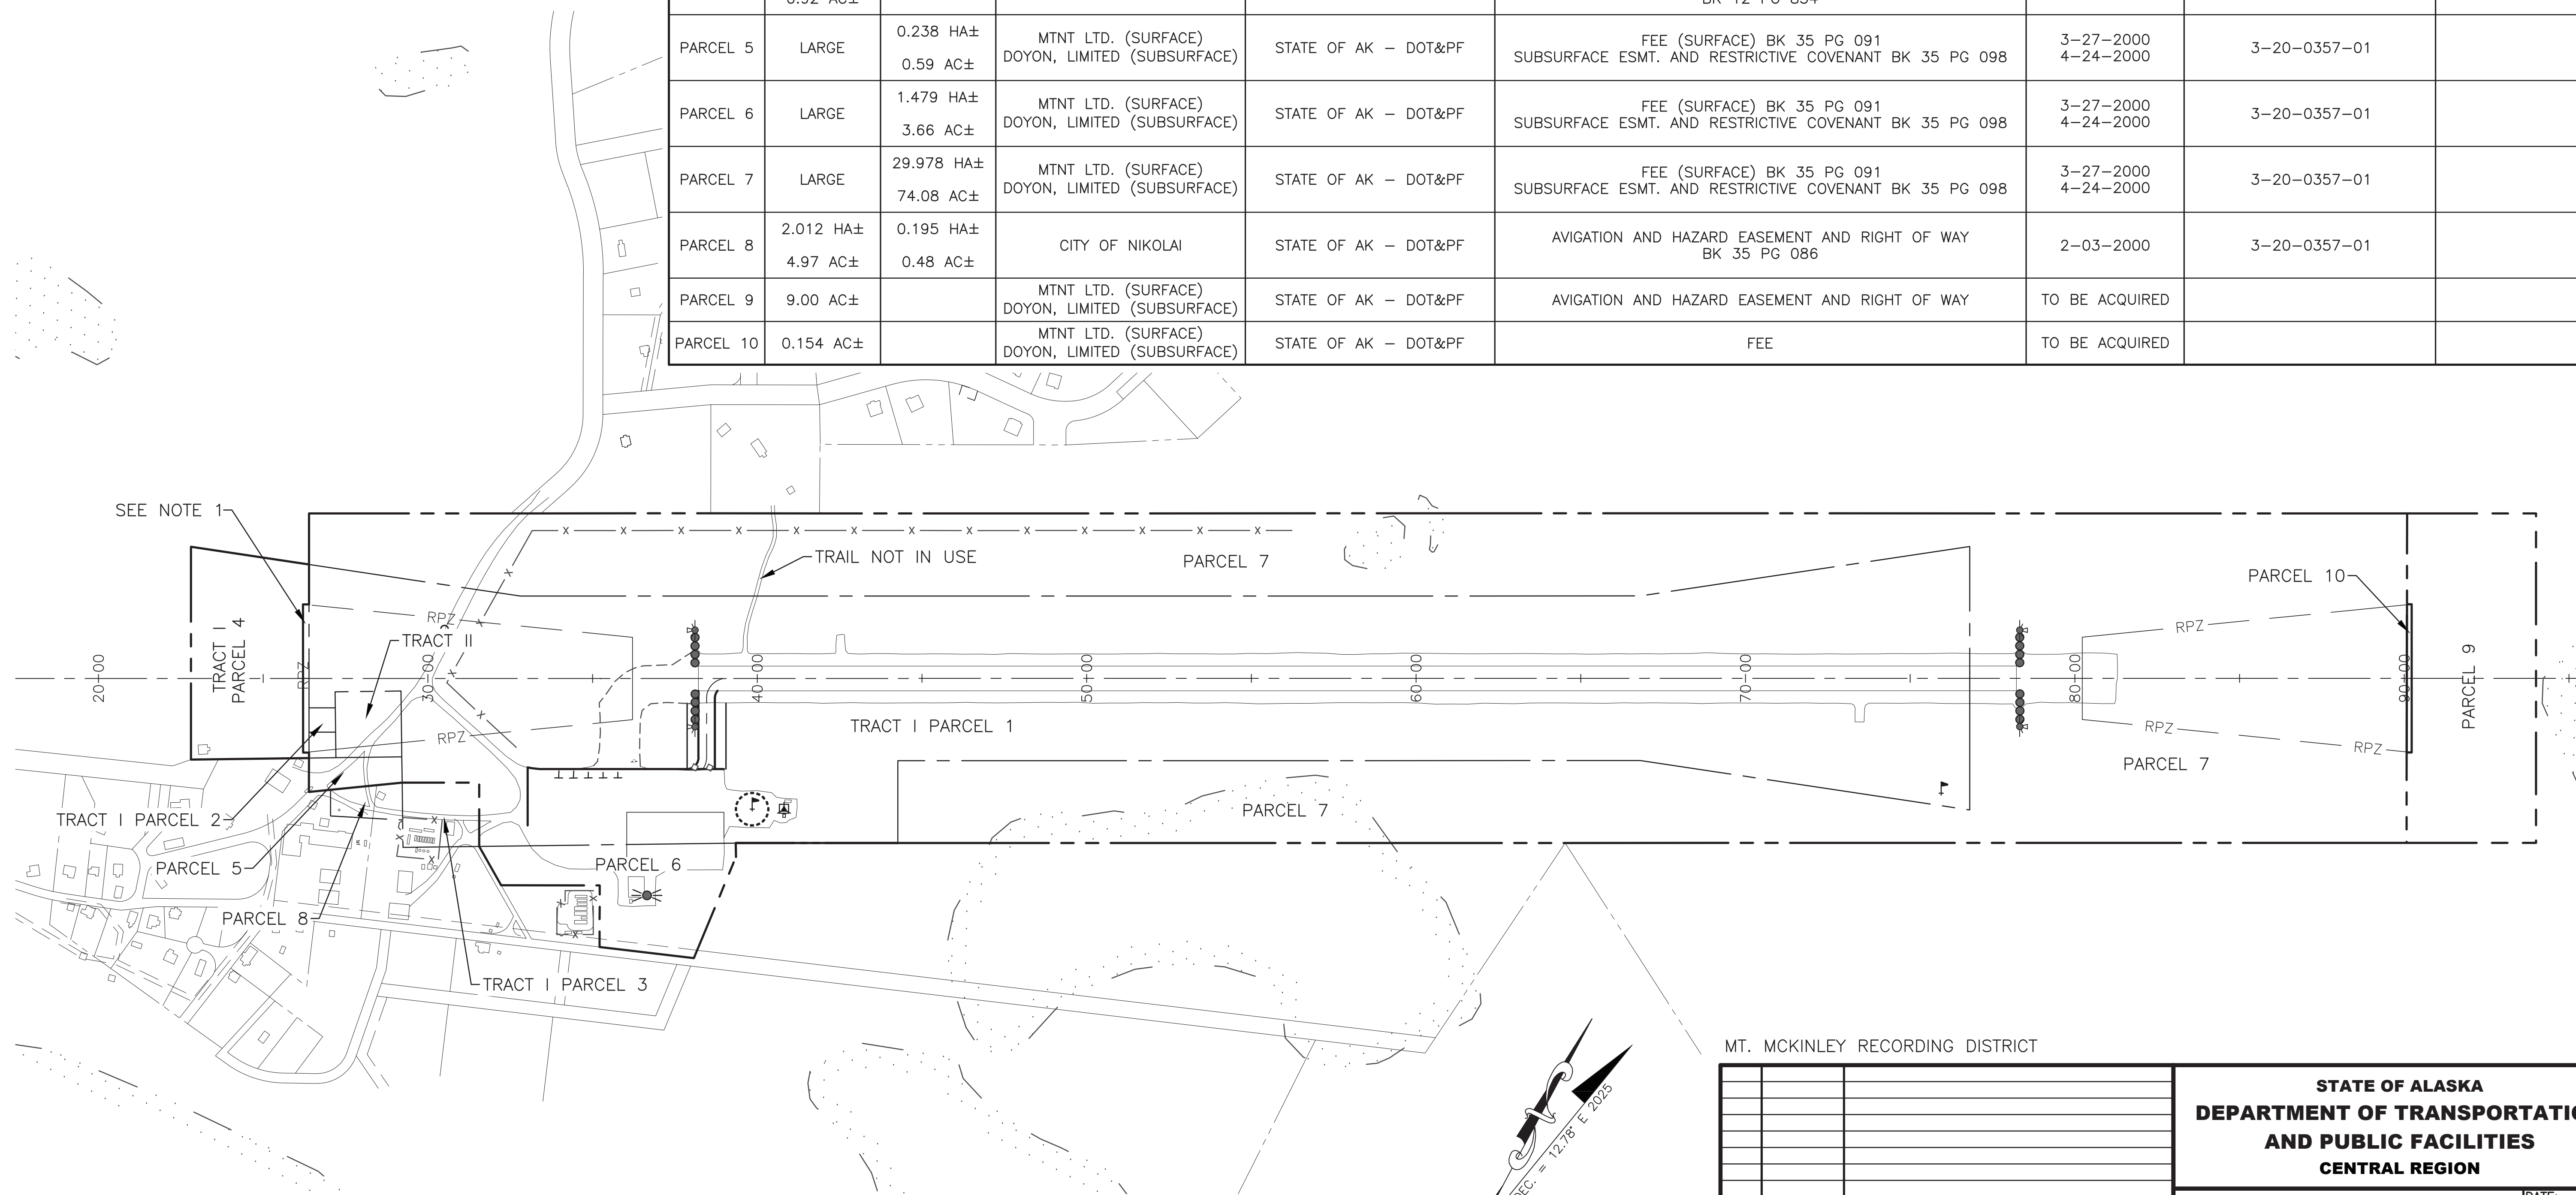 PARCEL 5 LARGE 0.238 HA± 0.59 AC± MTNT LTD. (SURFACE) DOYON, LIMITED (SUBSURFACE) STATE OF AK – DOT&PF FEE (SURFACE) BK 35 PG 091 SUBSURFACE ESMT. AND RESTRICTIVE COVENANT BK 35 PG 098 3-27-2000 4-24-2000 3-20-0357-01
PARCEL 6 LARGE 1.479 HA± 3.66 AC± MTNT LTD. (SURFACE) DOYON, LIMITED (SUBSURFACE) STATE OF AK – DOT&PF FEE (SURFACE) BK 35 PG 091 SUBSURFACE ESMT. AND RESTRICTIVE COVENANT BK 35 PG 098 3-27-2000 4-24-2000 3-20-0357-01
PARCEL 7 LARGE 29.978 HA± 74.08 AC± MTNT LTD. (SURFACE) DOYON, LIMITED (SUBSURFACE) STATE OF AK – DOT&PF FEE (SURFACE) BK 35 PG 091 SUBSURFACE ESMT. AND RESTRICTIVE COVENANT BK 35 PG 098 3-27-2000 4-24-2000 3-20-0357-01
PARCEL 8 2.012 HA± 4.97 AC± 0.195 HA± 0.48 AC± CITY OF NIKOLAI STATE OF AK – DOT&PF AVIGATION AND HAZARD EASEMENT AND RIGHT OF WAY BK 35 PG 086 2-03-2000 3-20-0357-01
PARCEL 9 9.00 AC± MTNT LTD. (SURFACE) DOYON, LIMITED (SUBSURFACE) STATE OF AK – DOT&PF AVIGATION AND HAZARD EASEMENT AND RIGHT OF WAY TO BE ACQUIRED
PARCEL 10 0.154 AC± MTNT LTD. (SURFACE) DOYON, LIMITED (SUBSURFACE) STATE OF AK – DOT&PF FEE TO BE ACQUIRED
SEE NOTE 1
TRAIL NOT IN USE
PARCEL 7
PARCEL 10
RPZ
RPZ
TRACT I
PARCEL 4
TRACT II
RPZ
20+00
30+00
40+00
50+00
60+00
70+00
80+00
90+00
PARCEL 9
RPZ
TRACT I PARCEL 1
RPZ
RPZ
PARCEL 7
PARCEL 7
TRACT I PARCEL 2
PARCEL 5
PARCEL 6
PARCEL 8
TRACT I PARCEL 3
DEC. = 12.78° E 2025
MT. MCKINLEY RECORDING DISTRICT
STATE OF ALASKA
DEPARTMENT OF TRANSPORTATIO
AND PUBLIC FACILITIES
CENTRAL REGION